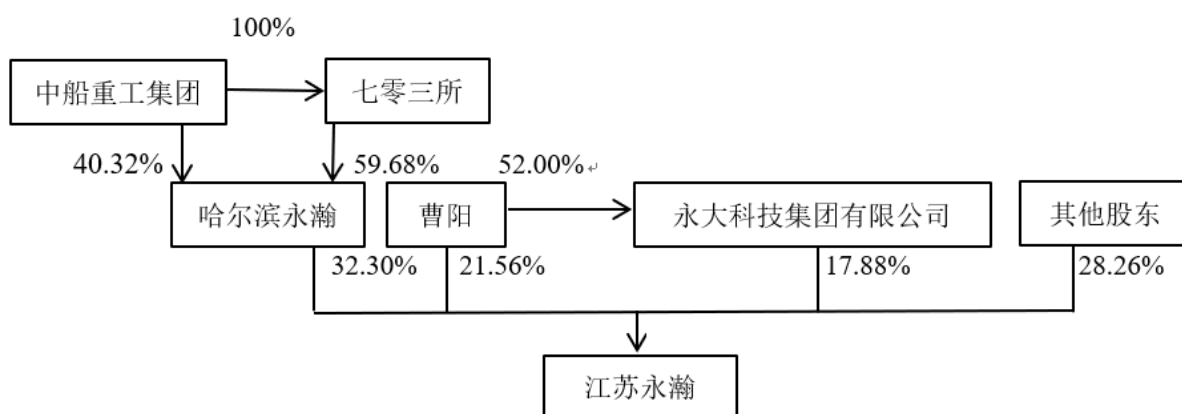 100%
中船重工集团
七零三所
40.32%
59.68%
52.00%
哈尔滨永瀚
曹阳
永大科技集团有限公司
其他股东
32.30%
21.56%
17.88%
28.26%
江苏永瀚